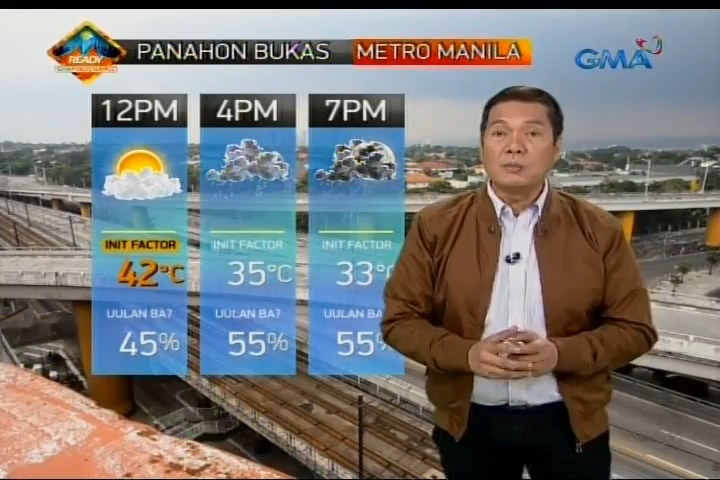 READY
PANAHON BUKAS METRO MANILA
GMA
12PM 4PM 7PM
INIT FACTOR INIT FACTOR INIT FACTOR
42°C 35°C 33°C
UULAN BA? UULAN BA? UULAN BA?
45% 55% 55%